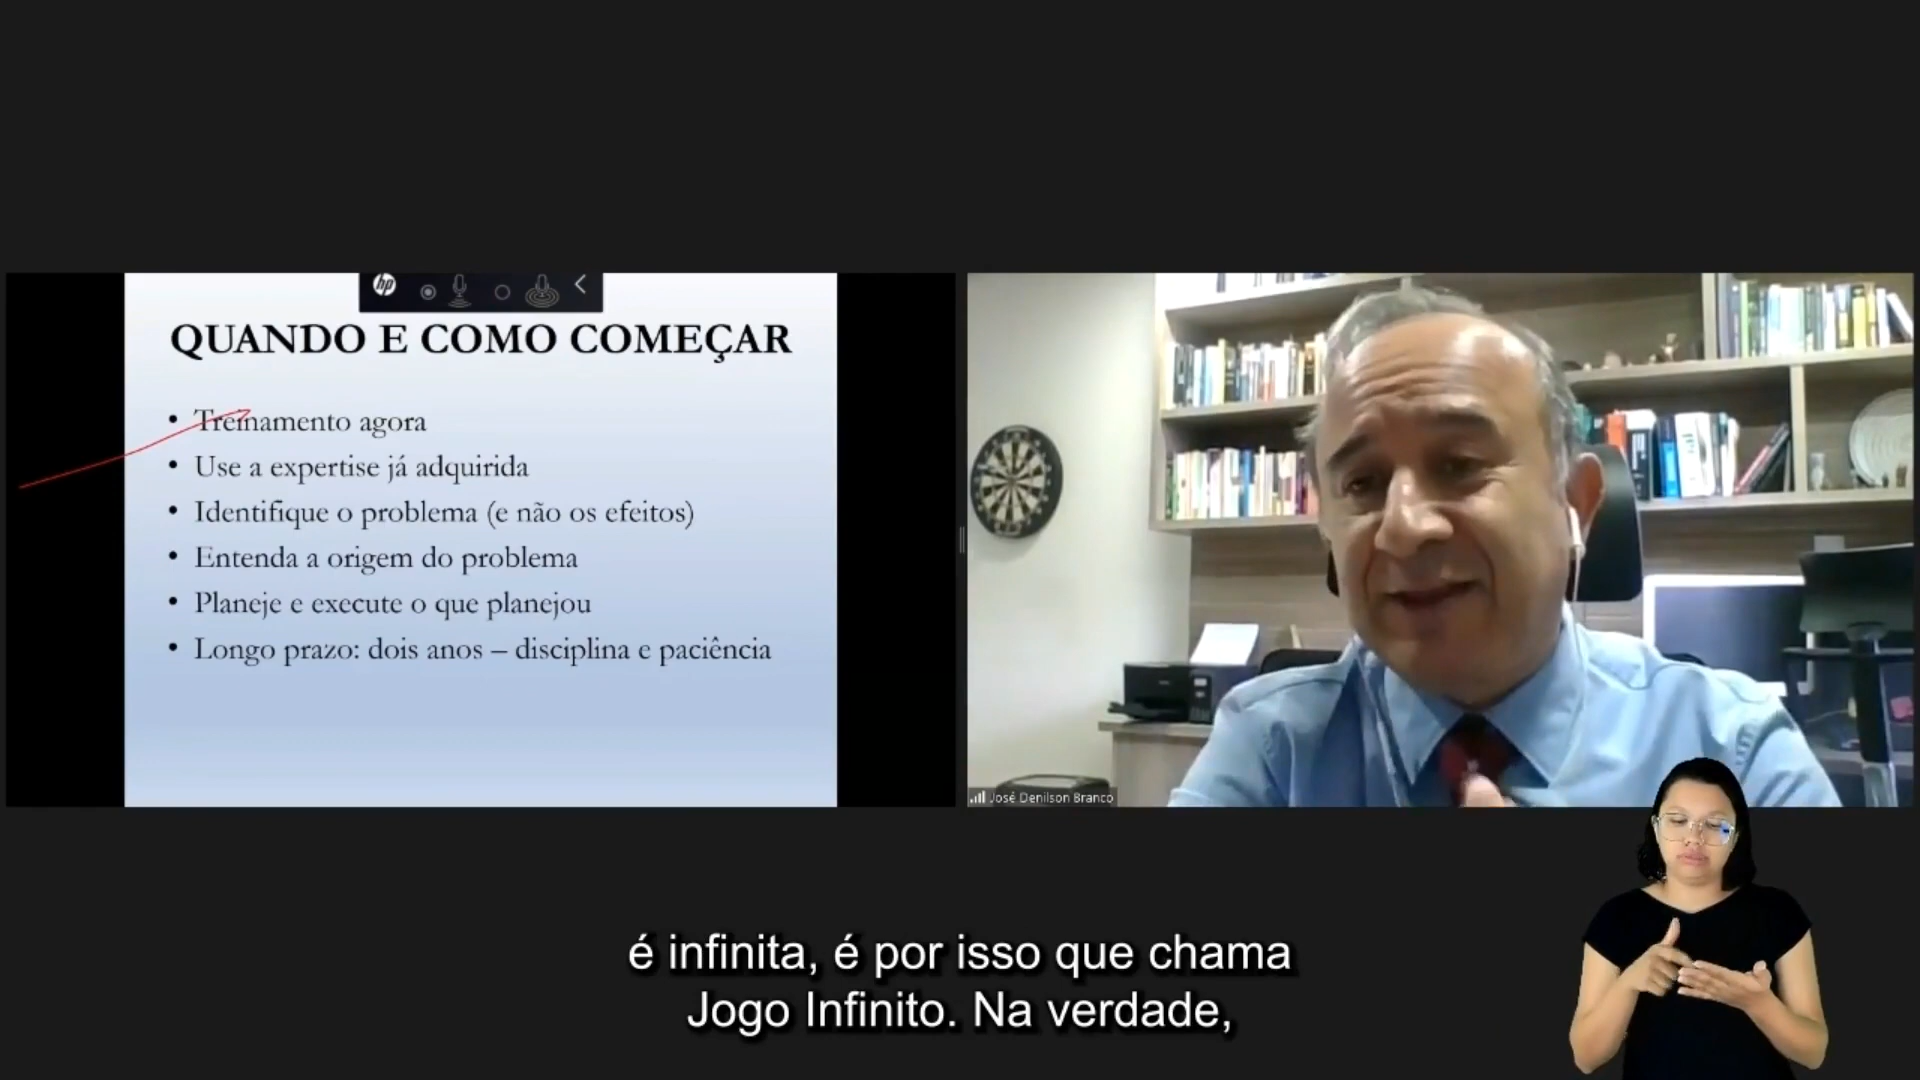 hp
QUANDO E COMO COMEÇAR
• Treinamento agora
• Use a expertise já adquirida
• Identifique o problema (e não os efeitos)
• Entenda a origem do problema
• Planeje e execute o que planejou
• Longo prazo: dois anos – disciplina e paciência
José Denilson Branco
é infinita, é por isso que chama
Jogo Infinito. Na verdade,